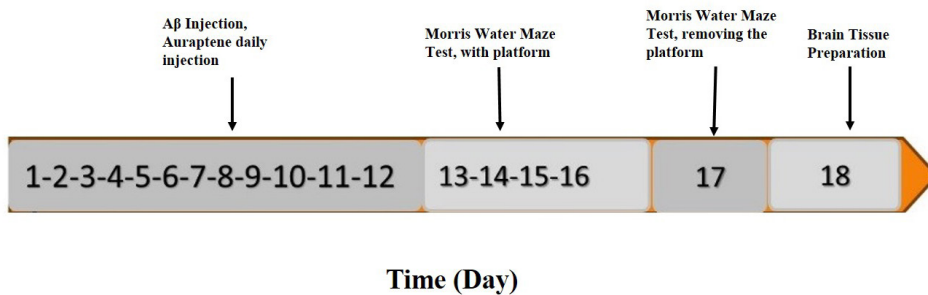 Aβ Injection,
Auraptene daily
injection
Morris Water Maze
Test, with platform
Morris Water Maze
Test, removing the
platform
Brain Tissue
Preparation
1-2-3-4-5-6-7-8-9-10-11-12
13-14-15-16
17
18
Time (Day)